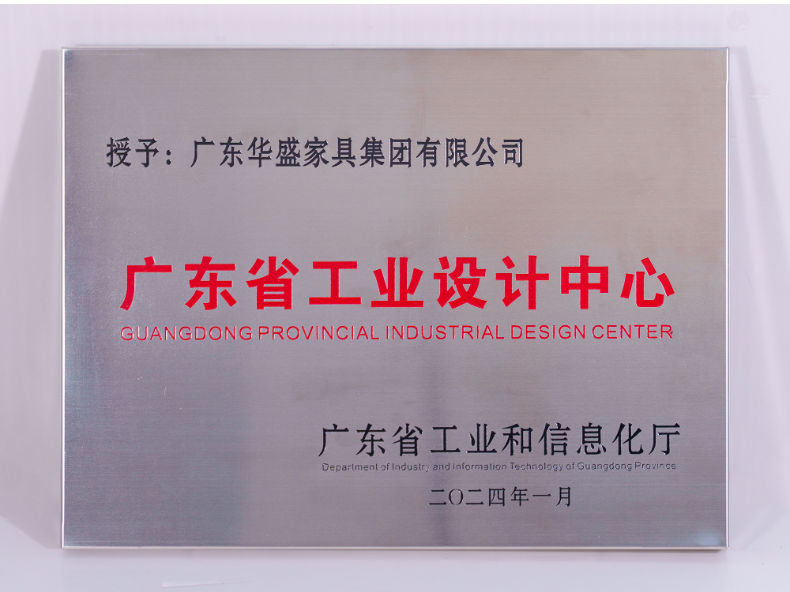 授予：广东华盛家具集团有限公司
广东省工业设计中心
GUANGDONG PROVINCIAL INDUSTRIAL DESIGN CENTER
广东省工业和信息化厅
Department of Industry and Information Technology of Guangdong Province
二〇二四年一月